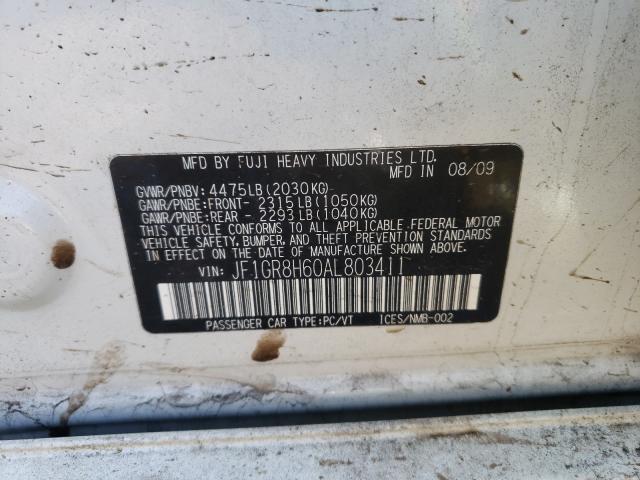 MFD BY FUJI HEAVY INDUSTRIES LTD.
MFD IN 08/09
GVWR/PNBV: 4475LB(2030KG)
GAWR/PNBE:FRONT- 2315LB(1050KG)
GAWR/PNBE:REAR - 2293LB(1040KG)
THIS VEHICLE CONFORMS TO ALL APPLICABLE FEDERAL MOTOR
VEHICLE SAFETY, BUMPER, AND THEFT PREVENTION STANDARDS
IN EFFECT ON THE DATE OF MANUFACTURE SHOWN ABOVE.
VIN: JF1GR8H60AL803411
PASSENGER CAR TYPE:PC/VT ICES/NMB-002